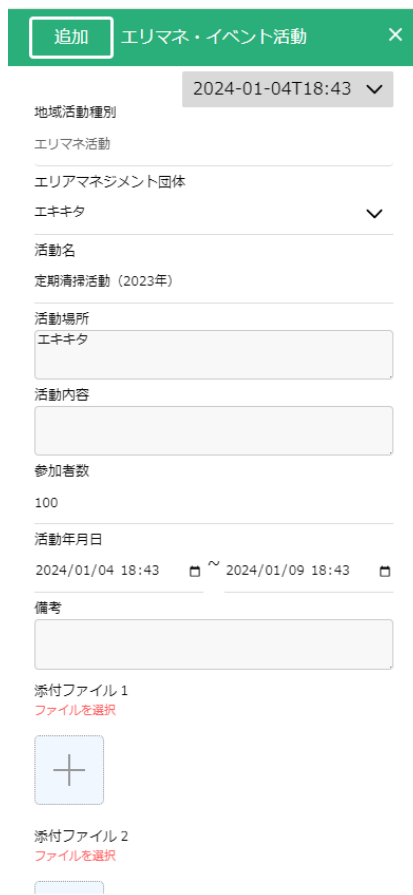 追加 エリマネ・イベント活動 ×
2024-01-04T18:43
地域活動種別
エリマネ活動
エリアマネジメント団体
エキキタ
活動名
定期清掃活動（2023年）
活動場所
エキキタ
活動内容
参加者数
100
活動年月日
2024/01/04 18:43 ~ 2024/01/09 18:43
備考
添付ファイル 1
ファイルを選択
添付ファイル 2
ファイルを選択